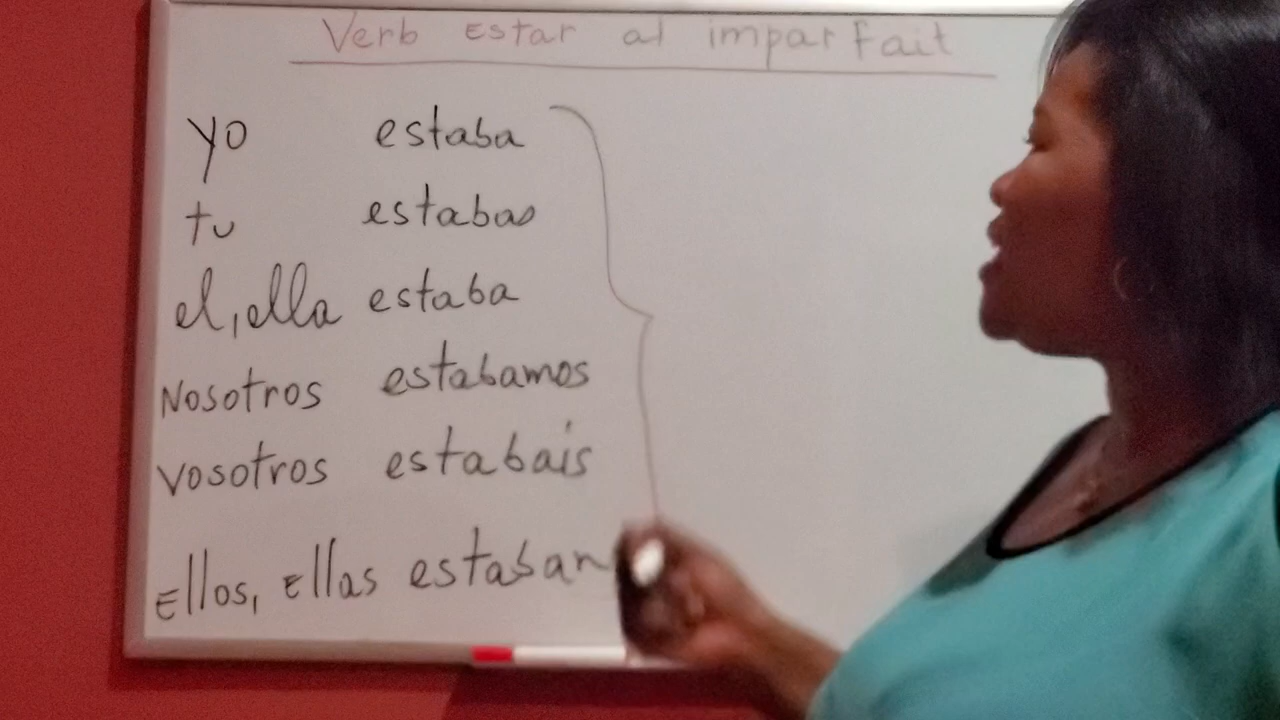 Verb Estar al imparfait
yo estaba
tu estabas
el, ella estaba
Nosotros estabamos
vosotros estabais
Ellos, Ellas estaban